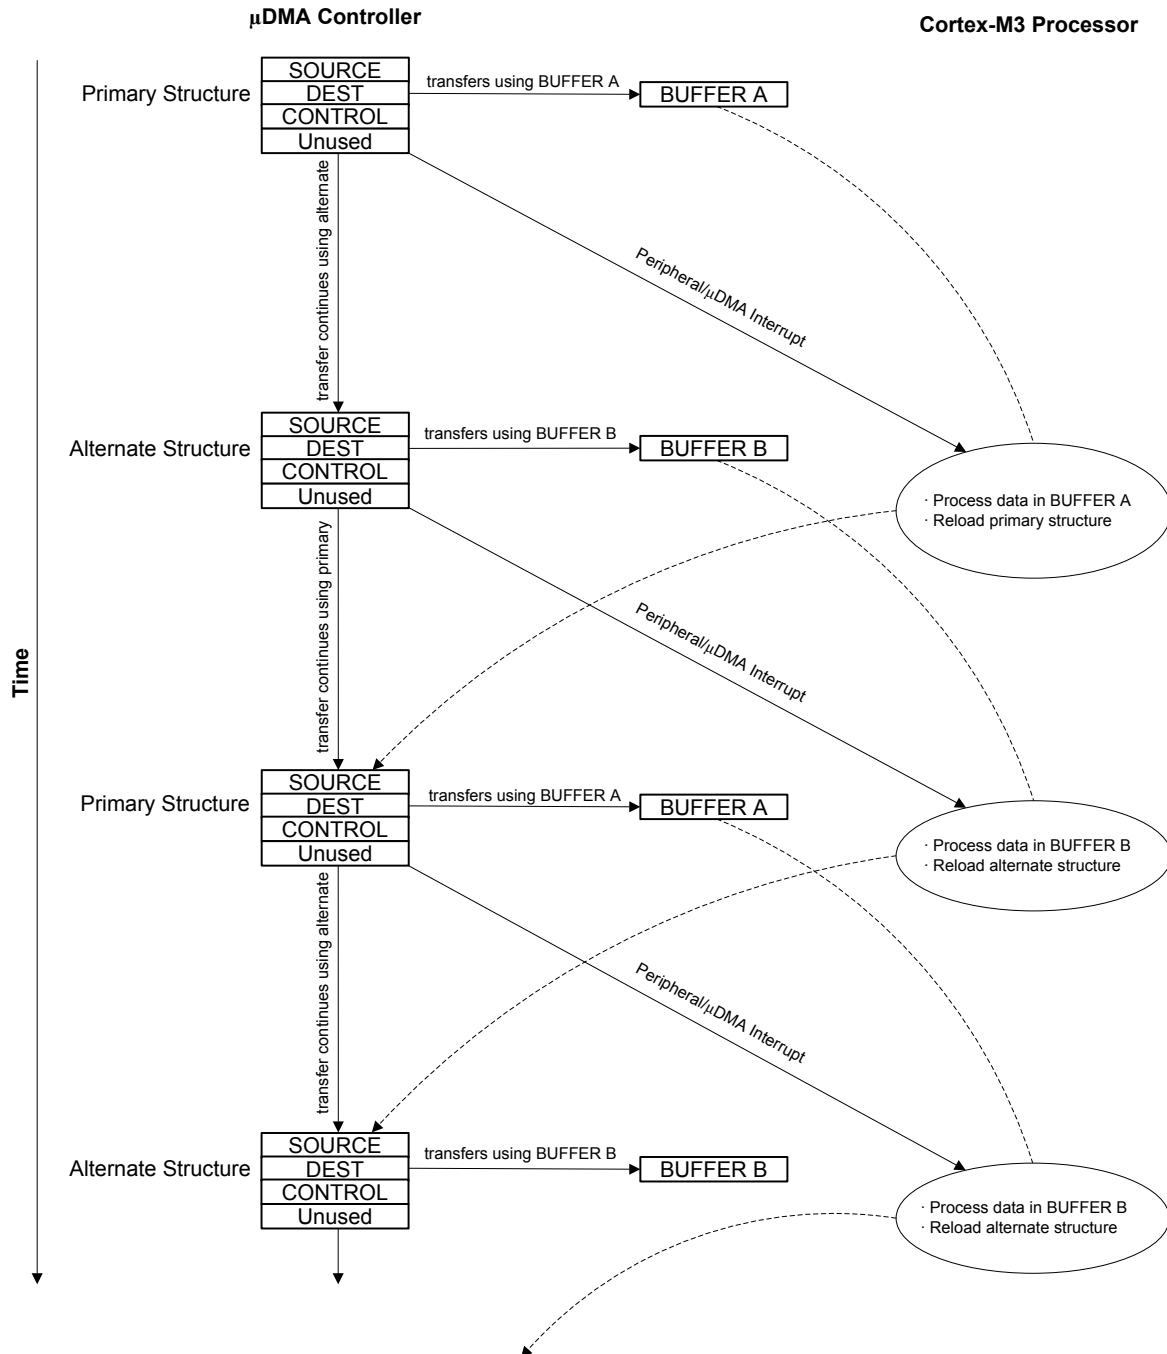 µDMA Controller
Cortex-M3 Processor
Time
Primary Structure
SOURCE
DEST
CONTROL
Unused
transfers using BUFFER A
BUFFER A
transfer continues using alternate
Peripheral/µDMA Interrupt
Alternate Structure
SOURCE
DEST
CONTROL
Unused
transfers using BUFFER B
BUFFER B
· Process data in BUFFER A
· Reload primary structure
transfer continues using primary
Peripheral/µDMA Interrupt
Primary Structure
SOURCE
DEST
CONTROL
Unused
transfers using BUFFER A
BUFFER A
· Process data in BUFFER B
· Reload alternate structure
transfer continues using alternate
Peripheral/µDMA Interrupt
Alternate Structure
SOURCE
DEST
CONTROL
Unused
transfers using BUFFER B
BUFFER B
· Process data in BUFFER B
· Reload alternate structure